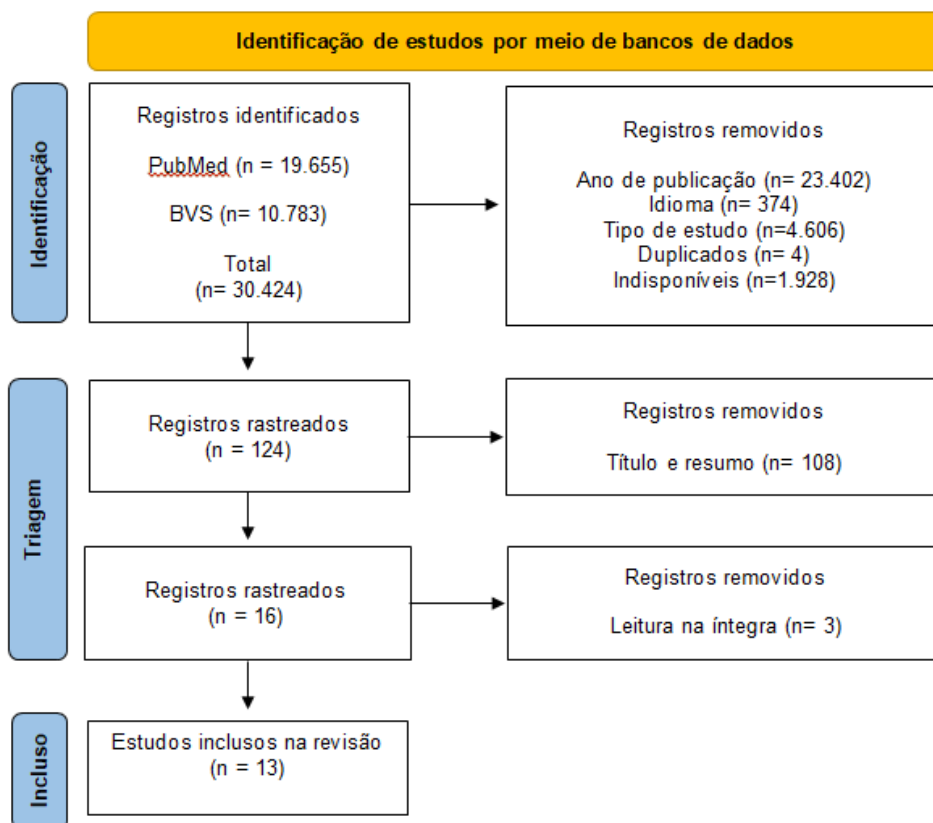 Identificação de estudos por meio de bancos de dados
Identificação
Registros identificados
PubMed (n = 19.655)
BVS (n= 10.783)
Total
(n= 30.424)
Registros removidos
Ano de publicação (n= 23.402)
Idioma (n= 374)
Tipo de estudo (n=4.606)
Duplicados (n= 4)
Indisponíveis (n=1.928)
Triagem
Registros rastreados
(n = 124)
Registros removidos
Título e resumo (n= 108)
Registros rastreados
(n = 16)
Registros removidos
Leitura na íntegra (n= 3)
Incluso
Estudos inclusos na revisão
(n = 13)